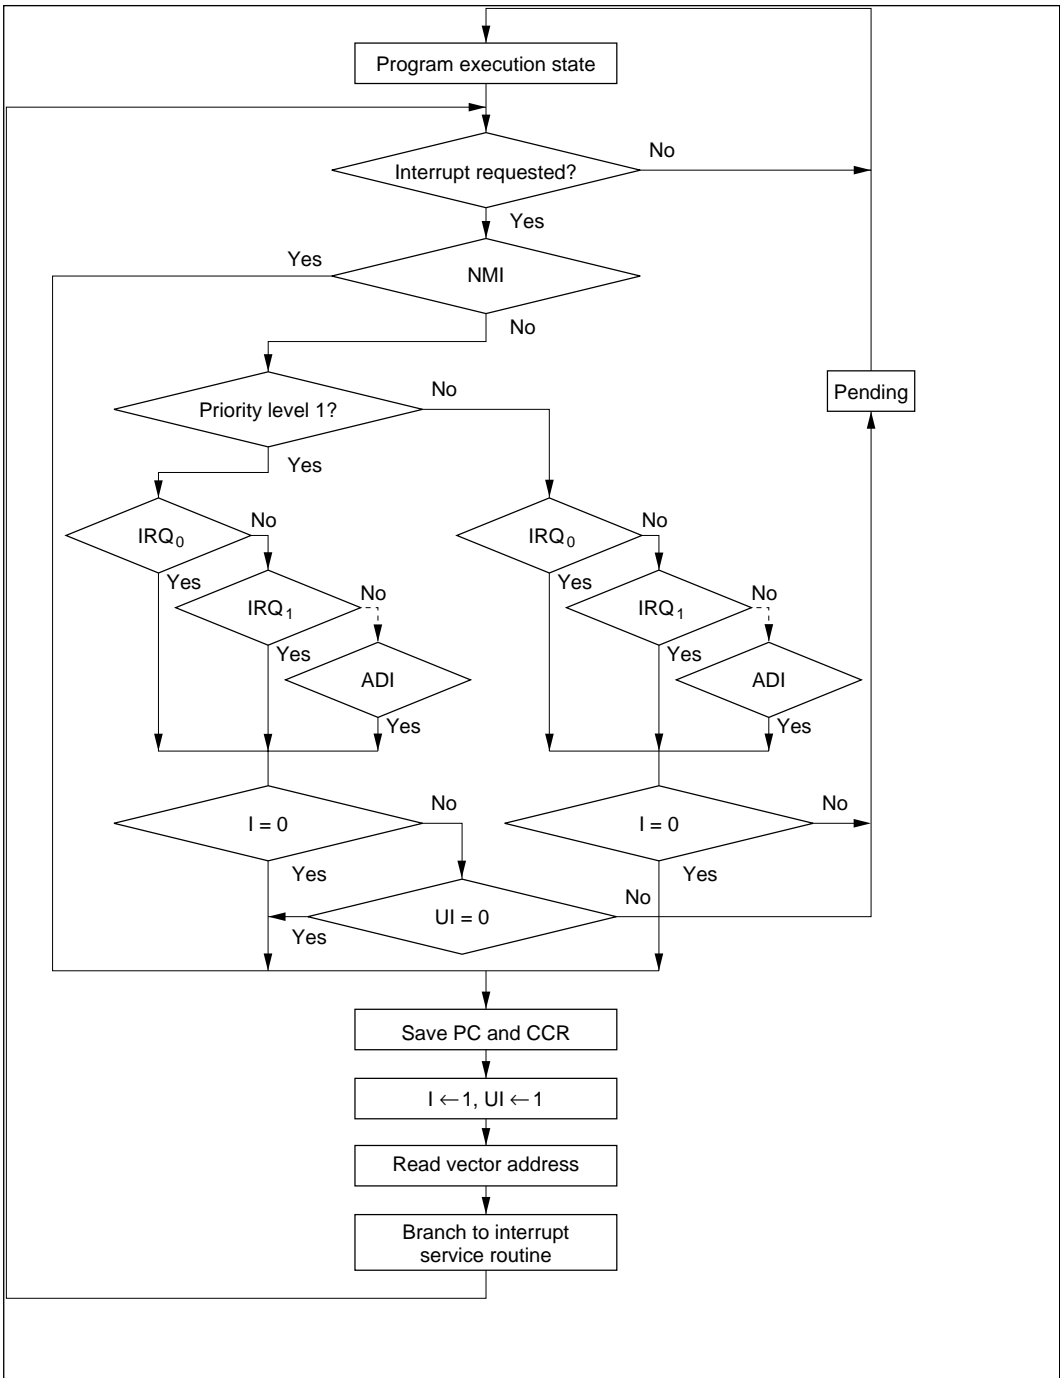 Program execution state
Interrupt requested?
No
Yes
Yes
NMI
No
Priority level 1?
No
Pending
Yes
IRQ0
No
Yes
IRQ1
No
Yes
ADI
Yes
IRQ0
No
Yes
IRQ1
No
Yes
ADI
Yes
I = 0
No
Yes
I = 0
No
Yes
UI = 0
No
Yes
Save PC and CCR
I ← 1, UI ← 1
Read vector address
Branch to interrupt
service routine